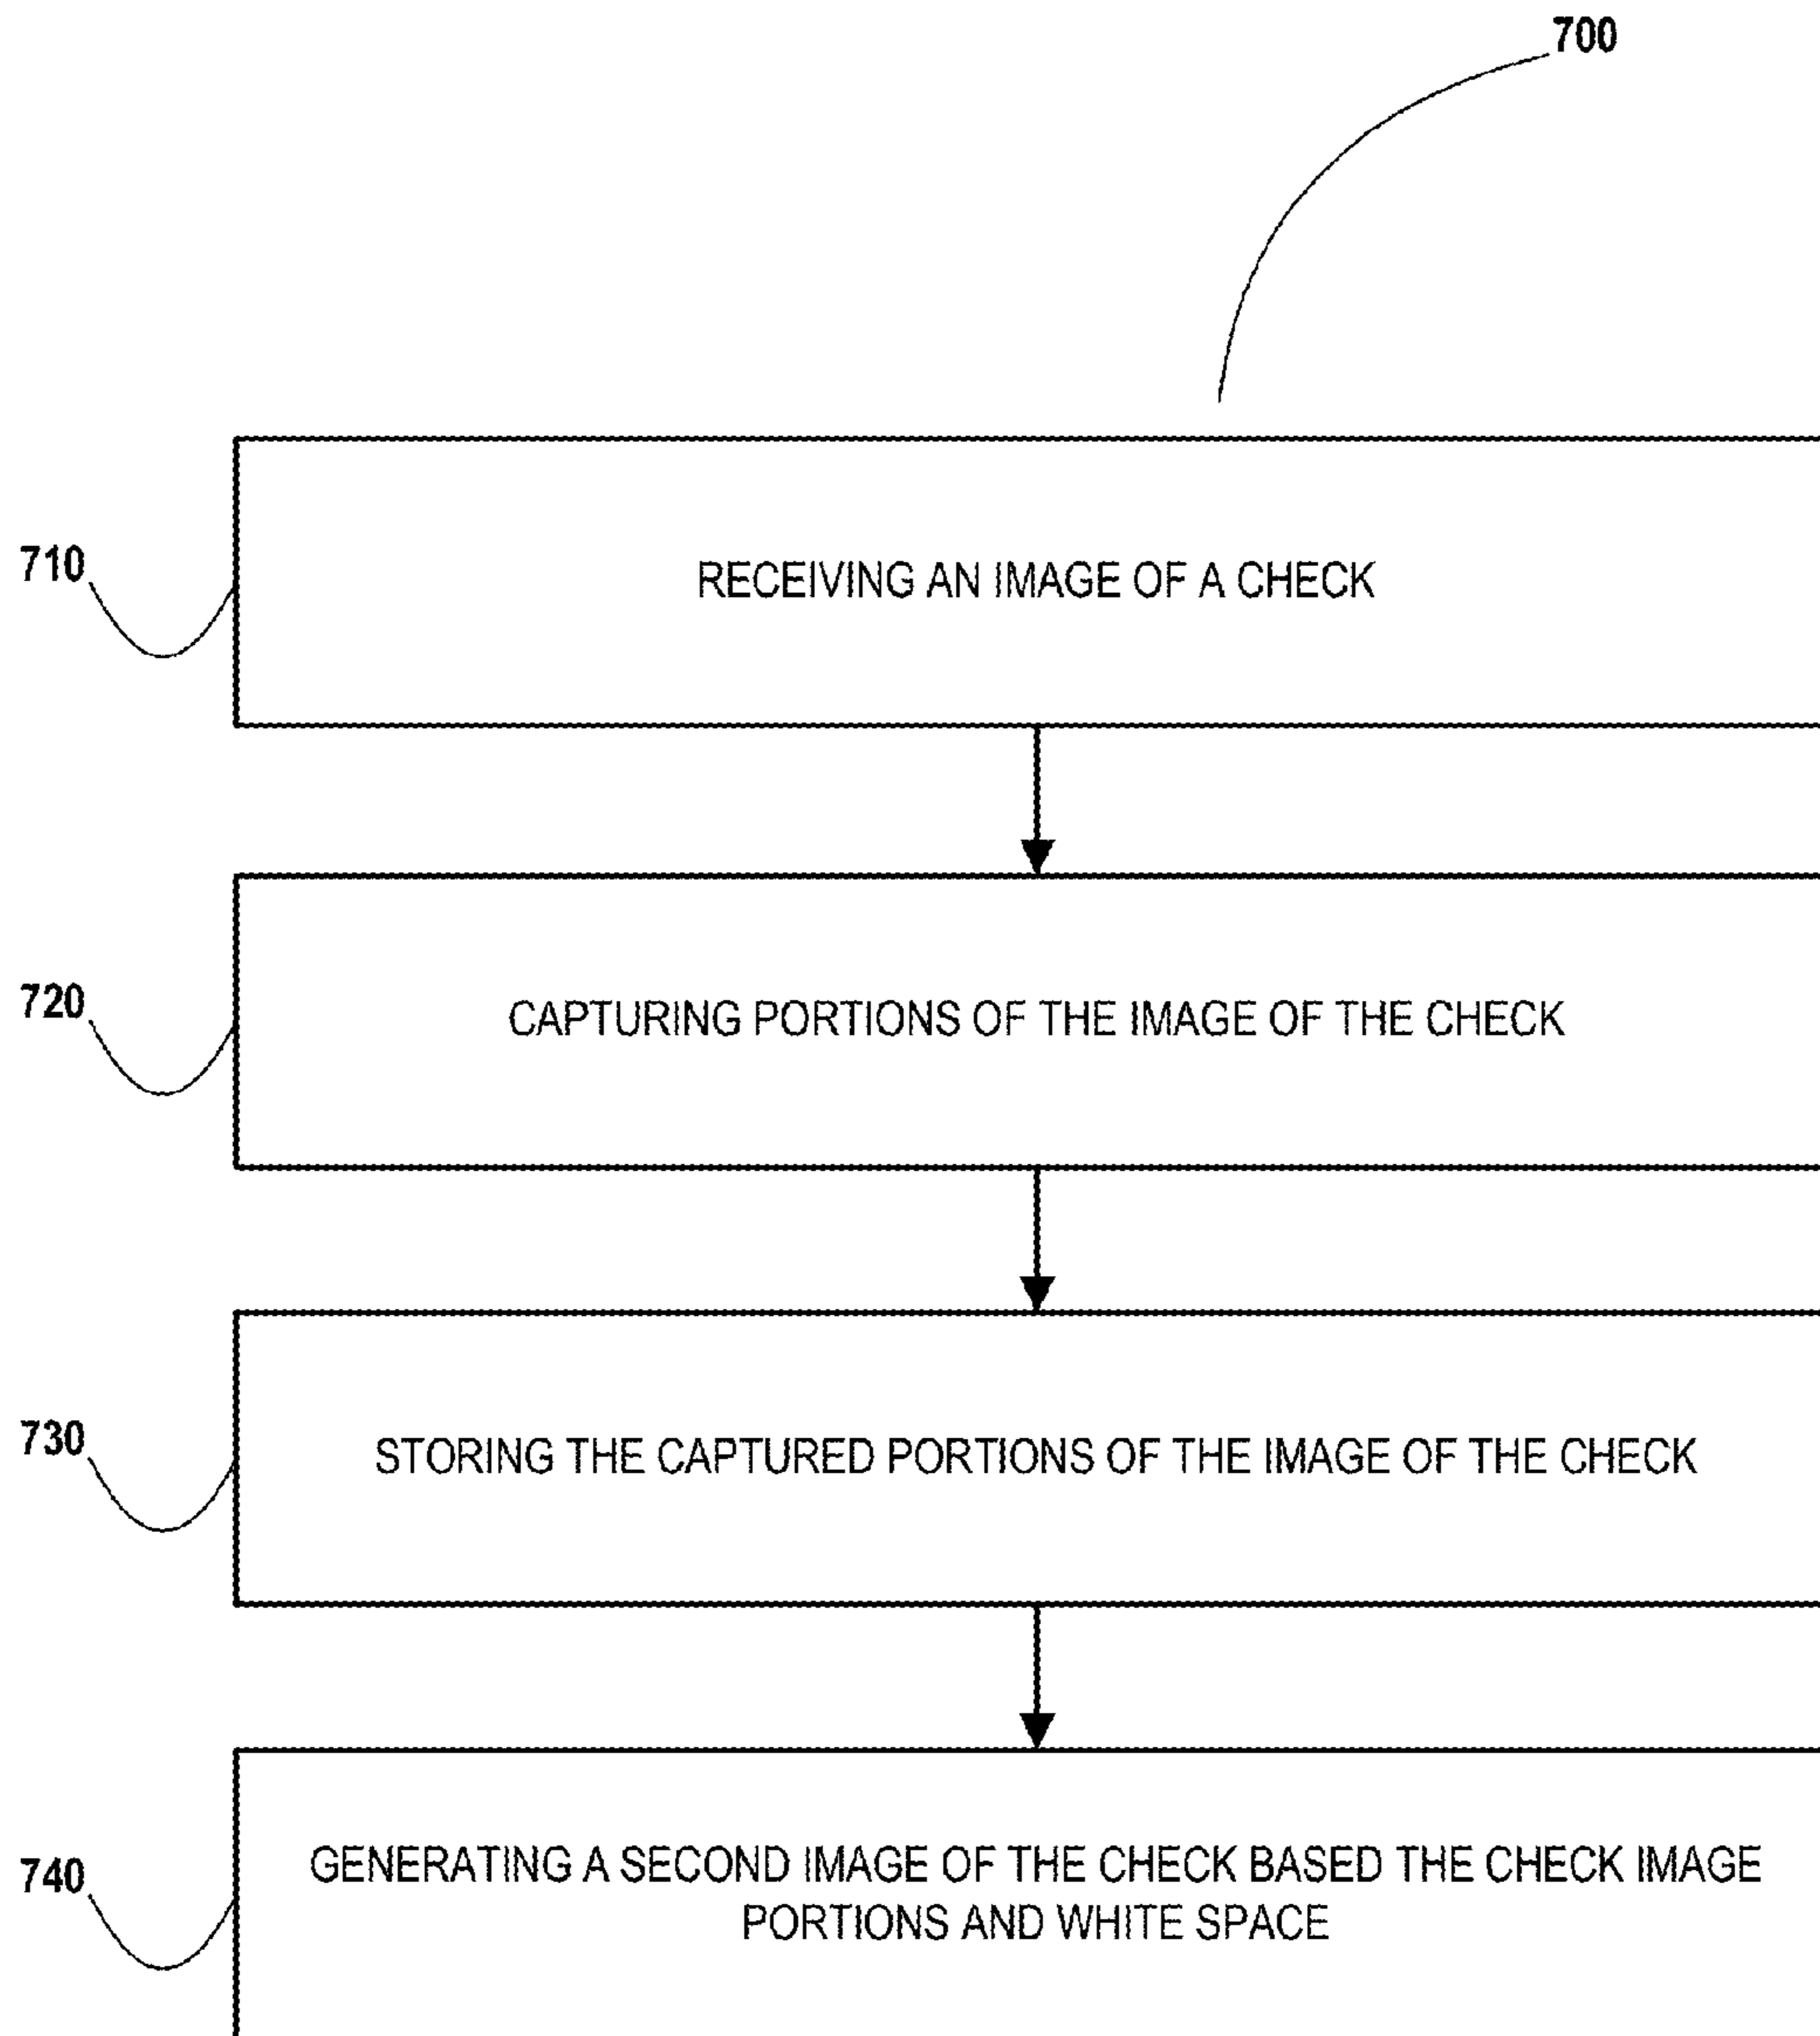 700
710
RECEIVING AN IMAGE OF A CHECK
720
CAPTURING PORTIONS OF THE IMAGE OF THE CHECK
730
STORING THE CAPTURED PORTIONS OF THE IMAGE OF THE CHECK
740
GENERATING A SECOND IMAGE OF THE CHECK BASED THE CHECK IMAGE
PORTIONS AND WHITE SPACE